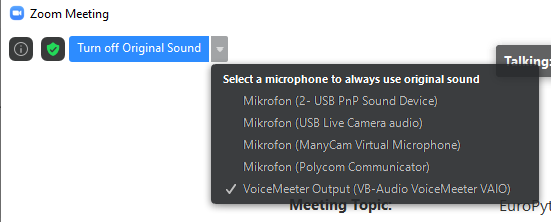 Zoom Meeting
Turn off Original Sound
Talking:
Select a microphone to always use original sound
Mikrofon (2- USB PnP Sound Device)
Mikrofon (USB Live Camera audio)
Mikrofon (ManyCam Virtual Microphone)
Mikrofon (Polycom Communicator)
VoiceMeeter Output (VB-Audio VoiceMeeter VAIO)
Meeting Topic:
EuroPyt